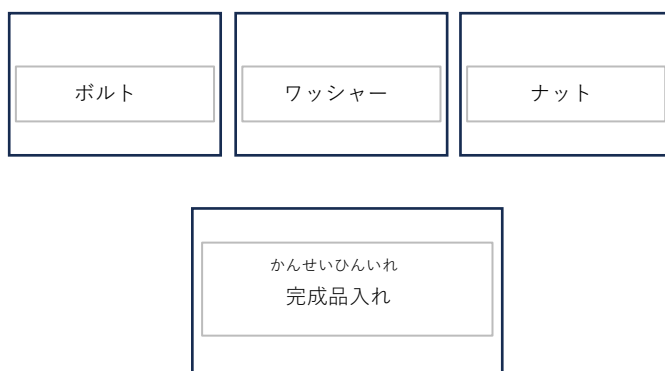 ボルト
ワッシャー
ナット
かんせいひんいれ
完成品入れ